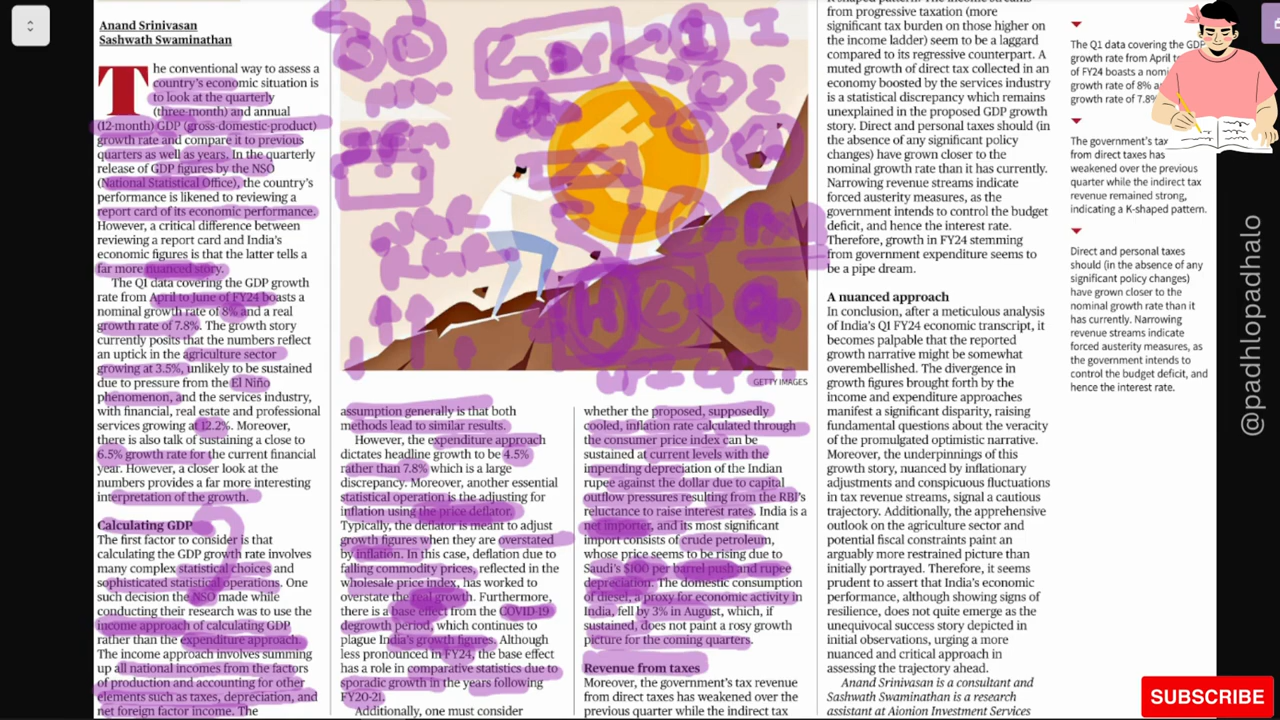 Anand Srinivasan
Sashwath Swaminathan
The conventional way to assess a
country's economic situation is
to look at the quarterly
(three-month) and annual
(12-month) GDP (gross-domestic-product)
growth rate and compare it to previous
quarters as well as years. In the quarterly
release of GDP figures by the NSO
(National Statistical Office), the country's
performance is likened to reviewing a
report card of its economic performance.
However, a critical difference between
reviewing a report card and India's
economic figures is that the latter tells a
far more nuanced story.
The Q1 data covering the GDP growth
rate from April to June of FY24 boasts a
nominal growth rate of 8% and a real
growth rate of 7.8%. The growth story
currently posits that the numbers reflect
an uptick in the agriculture sector
growing at 3.5%, unlikely to be sustained
due to pressure from the El Niño
phenomenon, and the services industry,
with financial, real estate and professional
services growing at 12.2%. Moreover,
there is also talk of sustaining a close to
6.5% growth rate for the current financial
year. However, a closer look at the
numbers provides a far more interesting
interpretation of the growth.
Calculating GDP
The first factor to consider is that
calculating the GDP growth rate involves
many complex statistical choices and
sophisticated statistical operations. One
such decision the NSO made while
conducting their research was to use the
income approach of calculating GDP
rather than the expenditure approach.
The income approach involves summing
up all national incomes from the factors
of production and accounting for other
elements such as taxes, depreciation, and
net foreign factor income. The
GETTY IMAGES
assumption generally is that both
methods lead to similar results.
However, the expenditure approach
dictates headline growth to be 4.5%
rather than 7.8% which is a large
discrepancy. Moreover, another essential
statistical operation is the adjusting for
inflation using the price deflator.
Typically, the deflator is meant to adjust
growth figures when they are overstated
by inflation. In this case, deflation due to
falling commodity prices, reflected in the
wholesale price index, has worked to
overstate the real growth. Furthermore,
there is a base effect from the COVID-19
degrowth period, which continues to
plague India's growth figures. Although
less pronounced in FY24, the base effect
has a role in comparative statistics due to
sporadic growth in the years following
FY20-21.
Additionally, one must consider
whether the proposed, supposedly
cooled, inflation rate calculated through
the consumer price index can be
sustained at current levels with the
impending depreciation of the Indian
rupee against the dollar due to capital
outflow pressures resulting from the RBI's
reluctance to raise interest rates. India is a
net importer, and its most significant
import consists of crude petroleum,
whose price seems to be rising due to
Saudi's $100 per barrel push and rupee
depreciation. The domestic consumption
of diesel, a proxy for economic activity in
India, fell by 3% in August, which, if
sustained, does not paint a rosy growth
picture for the coming quarters.
Revenue from taxes
Moreover, the government's tax revenue
from direct taxes has weakened over the
previous quarter while the indirect tax
from progressive taxation (more
significant tax burden on those higher on
the income ladder) seem to be a laggard
compared to its regressive counterpart. A
muted growth of direct tax collected in an
economy boosted by the services industry
is a statistical discrepancy which remains
unexplained in the proposed GDP growth
story. Direct and personal taxes should (in
the absence of any significant policy
changes) have grown closer to the
nominal growth rate than it has currently.
Narrowing revenue streams indicate
forced austerity measures, as the
government intends to control the budget
deficit, and hence the interest rate.
Therefore, growth in FY24 stemming
from government expenditure seems to
be a pipe dream.
A nuanced approach
In conclusion, after a meticulous analysis
of India's Q1 FY24 economic transcript, it
becomes palpable that the reported
growth narrative might be somewhat
overembellished. The divergence in
growth figures brought forth by the
income and expenditure approaches
manifest a significant disparity, raising
fundamental questions about the veracity
of the promulgated optimistic narrative.
Moreover, the underpinnings of this
growth story, nuanced by inflationary
adjustments and conspicuous fluctuations
in tax revenue streams, signal a cautious
trajectory. Additionally, the apprehensive
outlook on the agriculture sector and
potential fiscal constraints paint an
arguably more restrained picture than
initially portrayed. Therefore, it seems
prudent to assert that India's economic
performance, although showing signs of
resilience, does not quite emerge as the
unequivocal success story depicted in
initial observations, urging a more
nuanced and critical approach in
assessing the trajectory ahead.
Anand Srinivasan is a consultant and
Sashwath Swaminathan is a research
assistant at Aionion Investment Services
The Q1 data covering the GDP
growth rate from April
of FY24 boasts a
growth rate of 8%
growth rate of 7.8%
The government's tax
from direct taxes has
weakened over the previous
quarter while the indirect tax
revenue remained strong,
indicating a K-shaped pattern.
Direct and personal taxes
should (in the absence of any
significant policy changes)
have grown closer to the
nominal growth rate than it
has currently. Narrowing
revenue streams indicate
forced austerity measures, as
the government intends to
control the budget deficit, and
hence the interest rate.
@padhlopadhalo
SUBSCRIBE